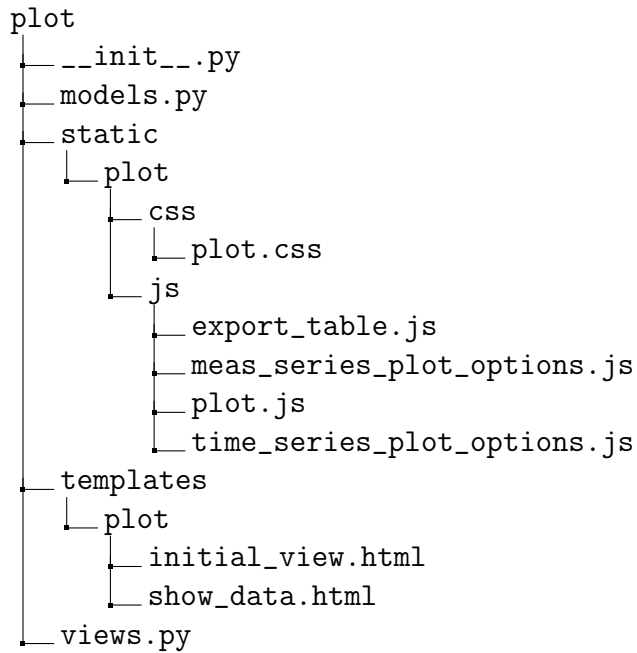 plot
__init__.py
models.py
static
plot
css
plot.css
js
export_table.js
meas_series_plot_options.js
plot.js
time_series_plot_options.js
templates
plot
initial_view.html
show_data.html
views.py